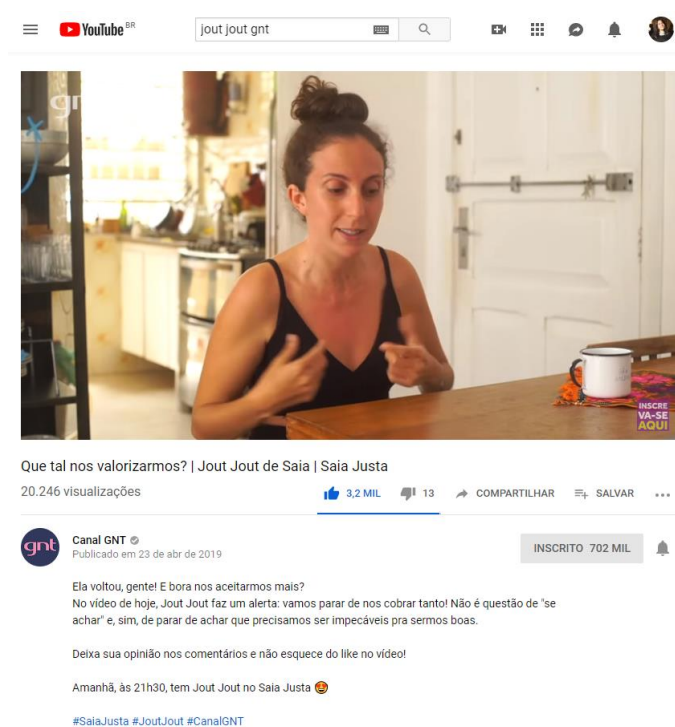 YouTube BR
jout jout gnt
gnt
INSCRE
VA-SE
AQUI
Que tal nos valorizarmos? | Jout Jout de Saia | Saia Justa
20.246 visualizações
3,2 MIL 13 COMPARTILHAR SALVAR
gnt
Canal GNT
Publicado em 23 de abr de 2019
INSCRITO 702 MIL
Ela voltou, gente! E bora nos aceitarmos mais?
No vídeo de hoje, Jout Jout faz um alerta: vamos parar de nos cobrar tanto! Não é questão de "se
achar" e, sim, de parar de achar que precisamos ser impecáveis pra sermos boas.
Deixa sua opinião nos comentários e não esquece do like no vídeo!
Amanhã, às 21h30, tem Jout Jout no Saia Justa 😍
#SaiaJusta #JoutJout #CanalGNT